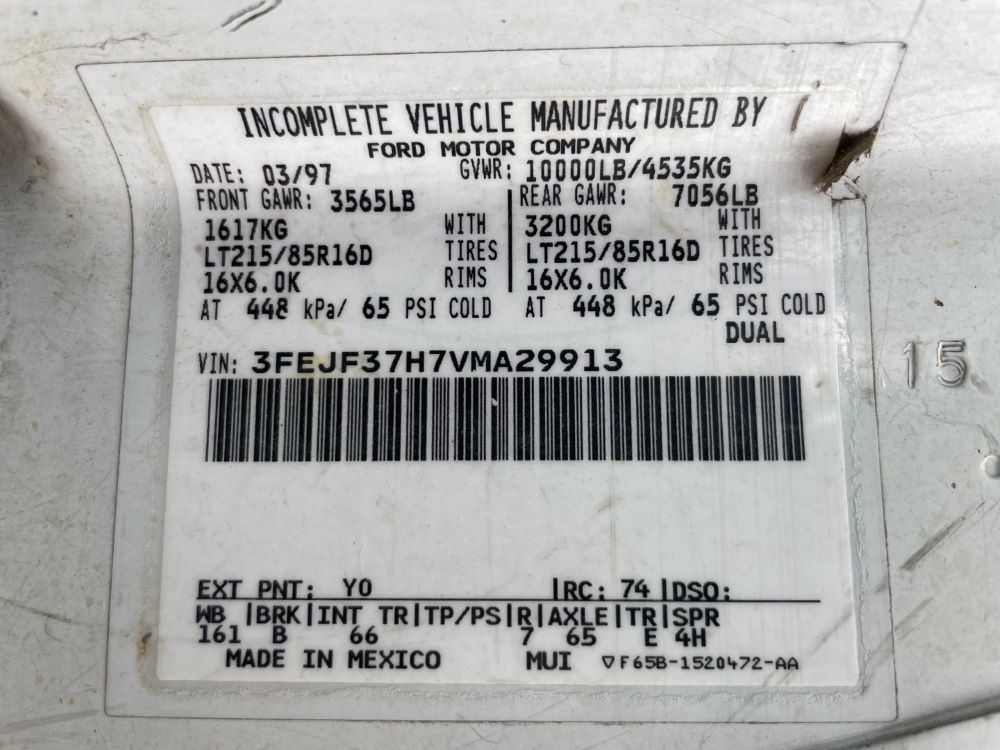 INCOMPLETE VEHICLE MANUFACTURED BY
FORD MOTOR COMPANY
DATE: 03/97 GVWR: 10000LB/4535KG
FRONT GAWR: 3565LB REAR GAWR: 7056LB
1617KG WITH 3200KG WITH
LT215/85R16D TIRES LT215/85R16D TIRES
16X6.0K RIMS 16X6.0K RIMS
AT 448 kPa/ 65 PSI COLD AT 448 kPa/ 65 PSI COLD
DUAL
VIN: 3FEJF37H7VMA29913
15
EXT PNT: YO |RC: 74 |DSO:
WB |BRK|INT TR|TP/PS|R|AXLE|TR|SPR
161 B 66 7 65 E 4H
MADE IN MEXICO MUI ▽F65B-1520472-AA